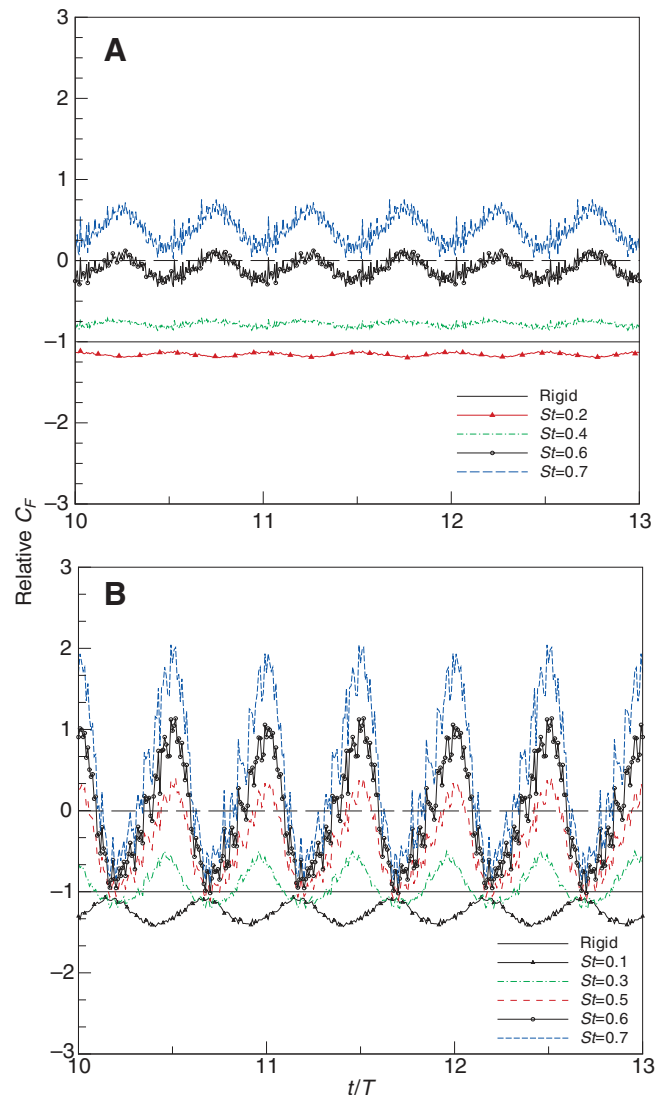 A
3
2
1
0
−1
−2
−3
10
11
12
13
Rigid
St=0.2
St=0.4
St=0.6
St=0.7
Relative C_F
B
3
2
1
0
−1
−2
−3
10
11
12
13
Rigid
St=0.1
St=0.3
St=0.5
St=0.6
St=0.7
t/T